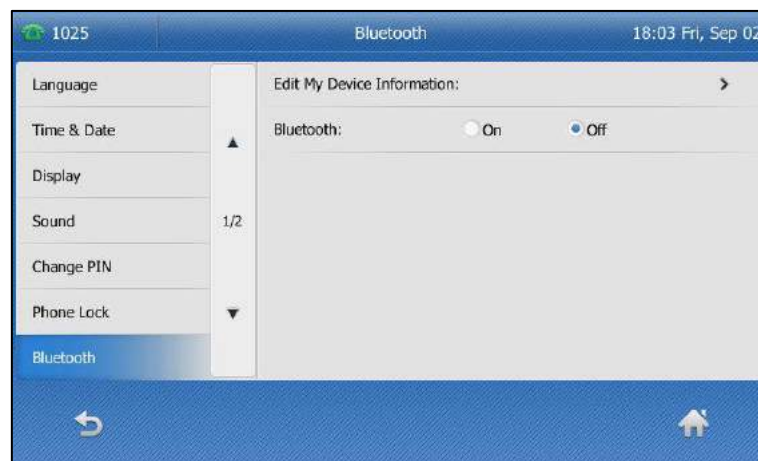 1025 Bluetooth 18:03 Fri, Sep 02
Language
Time & Date
Display
Sound
Change PIN
Phone Lock
Bluetooth
1/2
Edit My Device Information:
Bluetooth: On Off